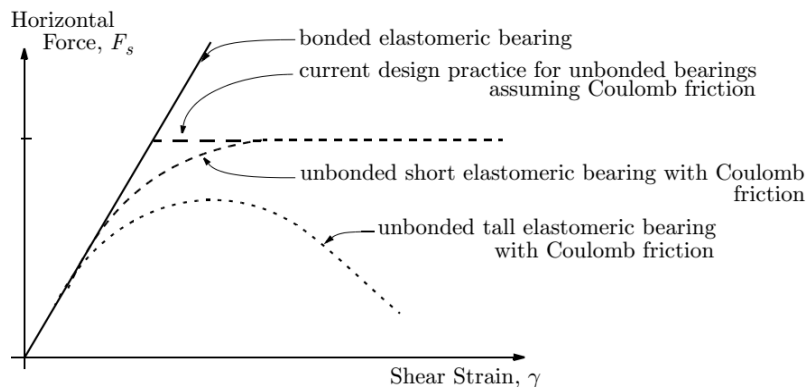 Horizontal
Force, F_s
bonded elastomeric bearing
current design practice for unbonded bearings
assuming Coulomb friction
unbonded short elastomeric bearing with Coulomb
friction
unbonded tall elastomeric bearing
with Coulomb friction
Shear Strain, γ